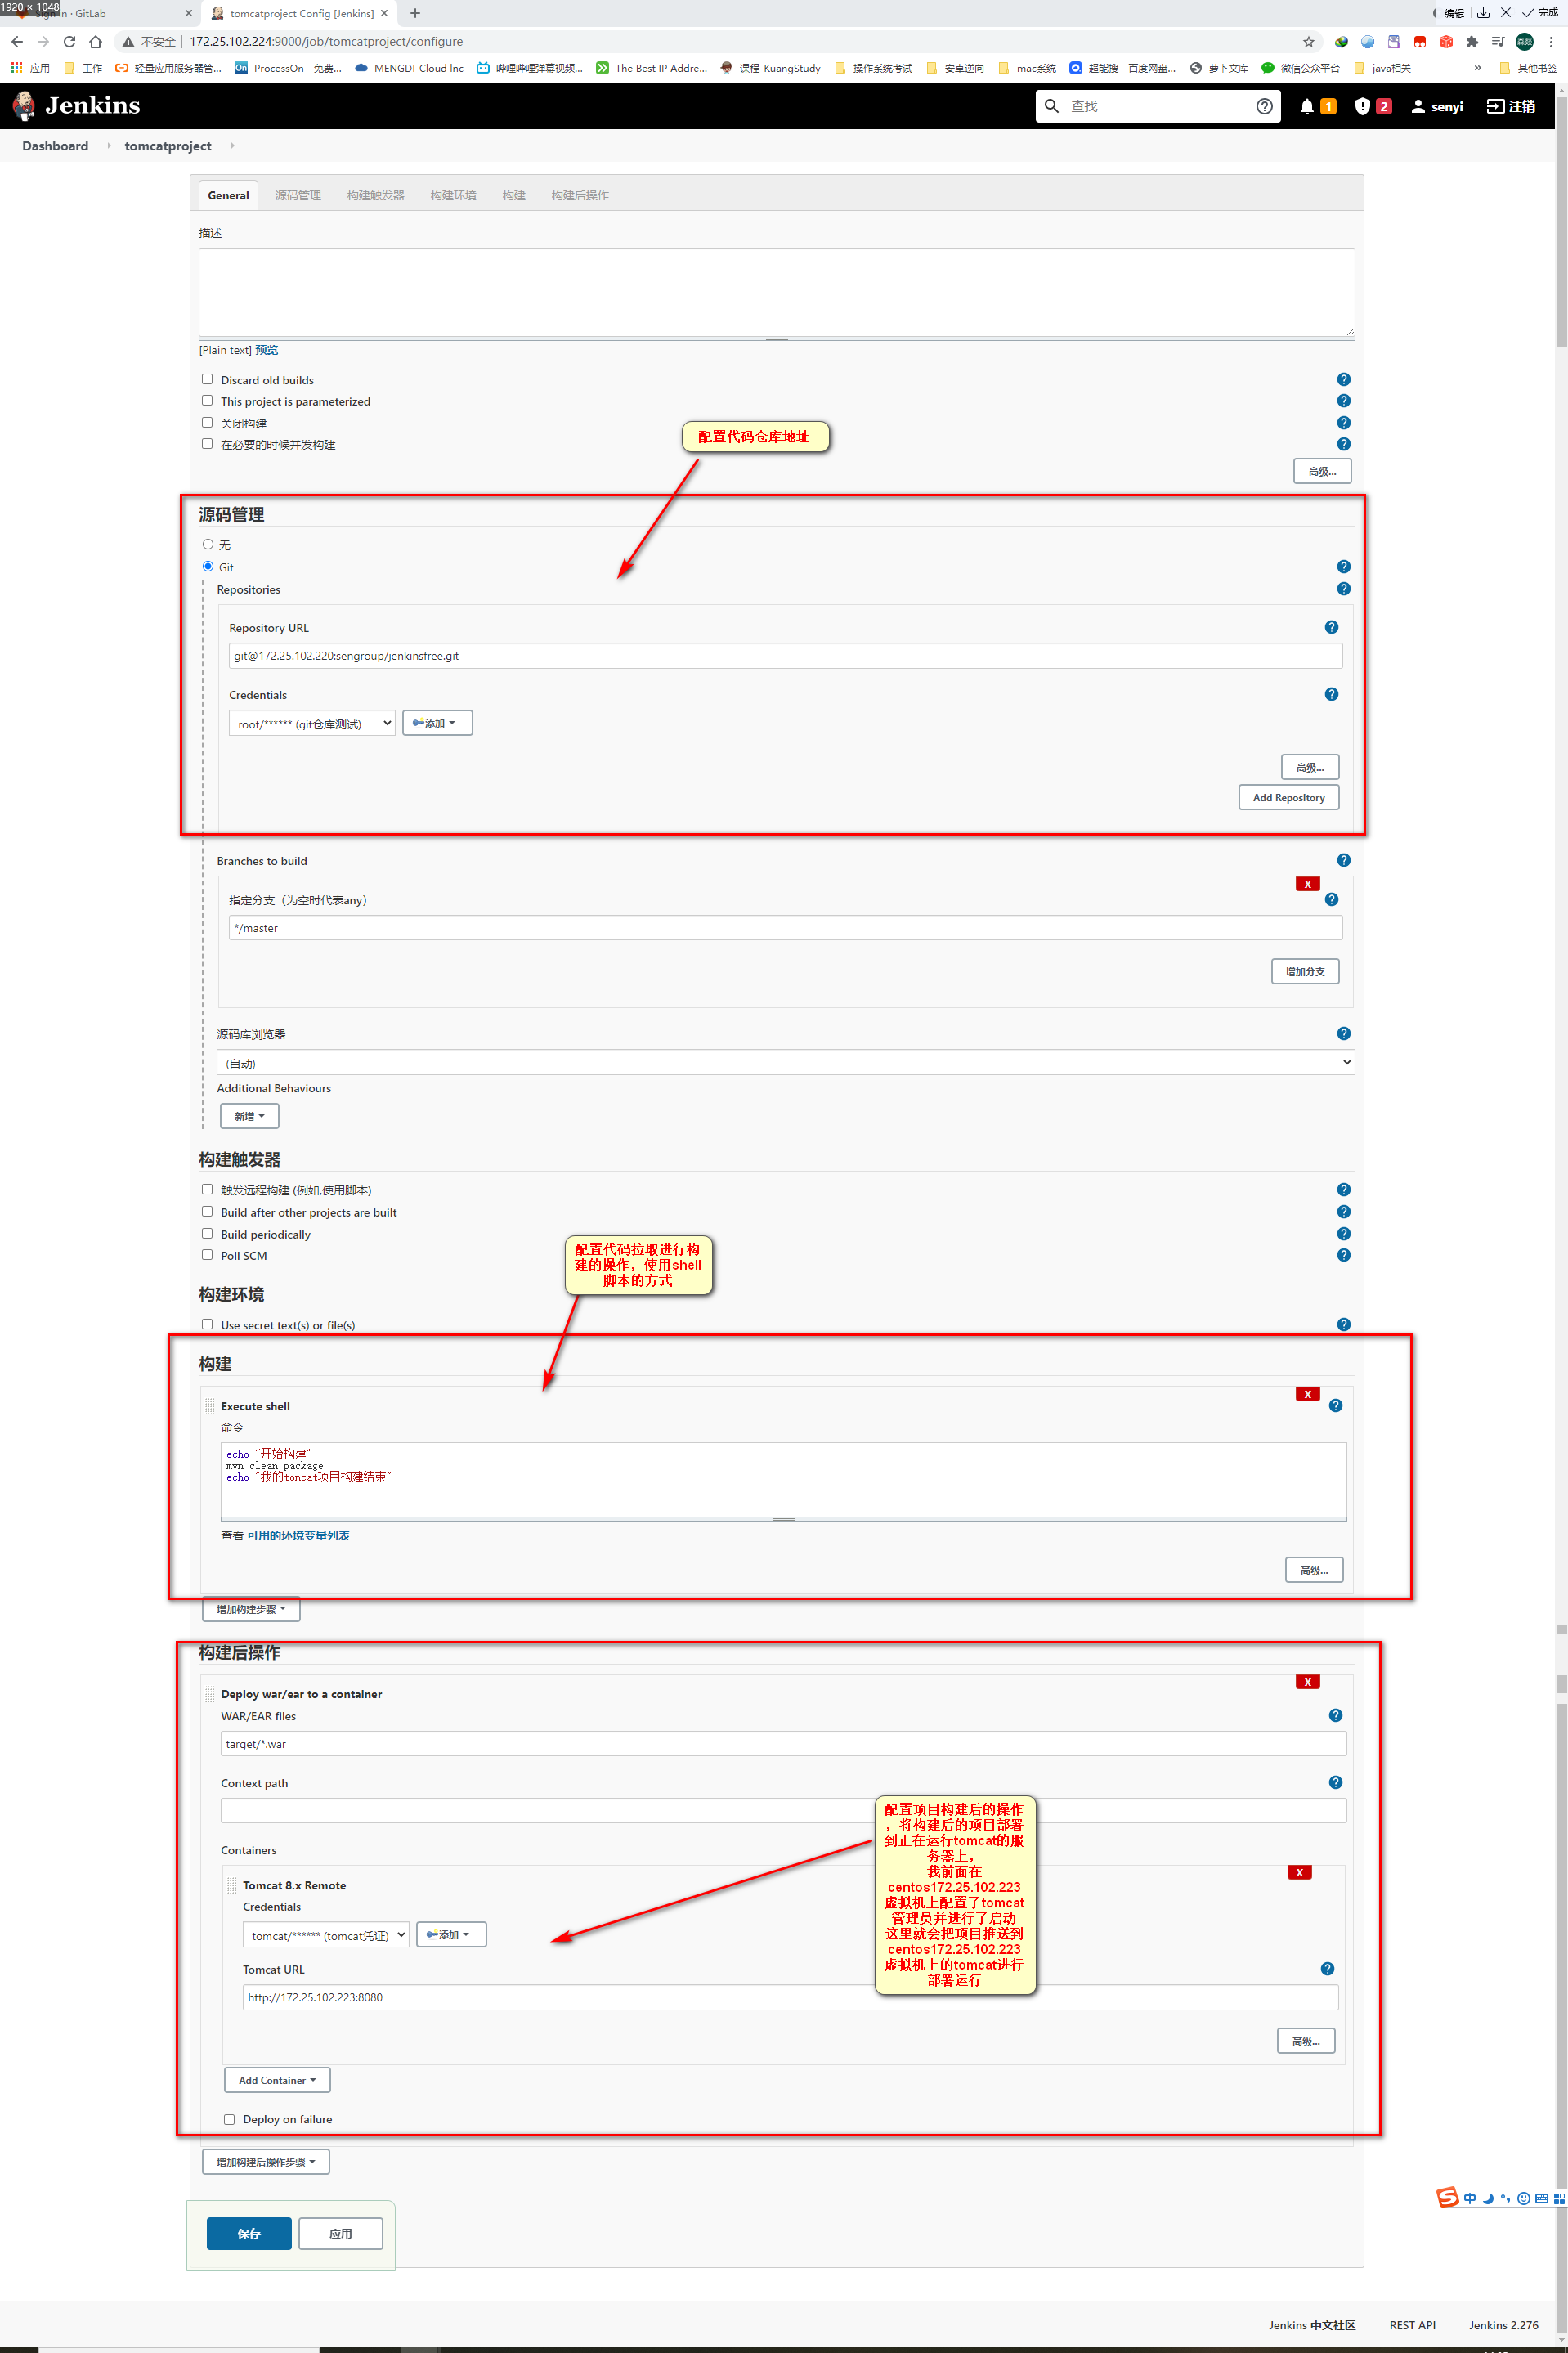 1920 × 1048
Sign in · GitLab
tomcatproject Config [Jenkins]
编辑
完成
不安全
172.25.102.224:9000/job/tomcatproject/configure
应用
工作
轻量应用服务器管...
ProcessOn - 免费...
MENGDI-Cloud Inc
哔哩哔哩弹幕视频...
The Best IP Addre...
课程-KuangStudy
操作系统考试
安卓逆向
mac系统
超能搜 - 百度网盘...
萝卜文库
微信公众平台
java相关
»
其他书签
Jenkins
查找
1
2
senyi
注销
Dashboard
tomcatproject
General
源码管理
构建触发器
构建环境
构建
构建后操作
描述
[Plain text] 预览
Discard old builds
This project is parameterized
关闭构建
在必要的时候并发构建
配置代码仓库地址
高级...
源码管理
无
Git
Repositories
Repository URL
git@172.25.102.220:sengroup/jenkinsfree.git
Credentials
root/****** (git仓库测试)
添加
高级...
Add Repository
Branches to build
X
指定分支（为空时代表any）
*/master
增加分支
源码库浏览器
(自动)
Additional Behaviours
新增
构建触发器
触发远程构建 (例如,使用脚本)
Build after other projects are built
Build periodically
Poll SCM
配置代码拉取进行构
建的操作，使用shell
脚本的方式
构建环境
Use secret text(s) or file(s)
构建
X
Execute shell
命令
echo "开始构建"
mvn clean package
echo "我的tomcat项目构建结束"
查看 可用的环境变量列表
高级...
增加构建步骤
构建后操作
X
Deploy war/ear to a container
WAR/EAR files
target/*.war
Context path
配置项目构建后的操作
，将构建后的项目部署
到正在运行tomcat的服
务器上，
我前面在
centos172.25.102.223
虚拟机上配置了tomcat
管理员并进行了启动
这里就会把项目推送到
centos172.25.102.223
虚拟机上的tomcat进行
部署运行
Containers
X
Tomcat 8.x Remote
Credentials
tomcat/****** (tomcat凭证)
添加
Tomcat URL
http://172.25.102.223:8080
高级...
Add Container
Deploy on failure
增加构建后操作步骤
中
保存
应用
Jenkins 中文社区
REST API
Jenkins 2.276